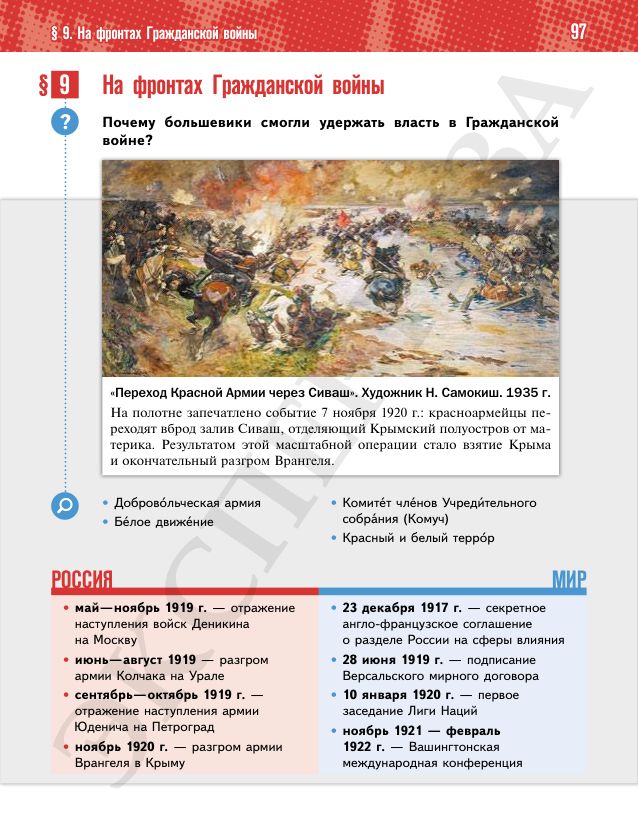 § 9. На фронтах Гражданской войны
97
§ 9 На фронтах Гражданской войны
? Почему большевики смогли удержать власть в Гражданской
войне?
«Переход Красной Армии через Сиваш». Художник Н. Самокиш. 1935 г.
На полотне запечатлено событие 7 ноября 1920 г.: красноармейцы пе-
реходят вброд залив Сиваш, отделяющий Крымский полуостров от ма-
терика. Результатом этой масштабной операции стало взятие Крыма
и окончательный разгром Врангеля.
• Доброво́льческая армия
• Бе́лое движе́ние
• Комите́т чле́нов Учреди́тельного
собра́ния (Комуч)
• Красный и белый терро́р
РОССИЯ
• май—ноябрь 1919 г. — отражение
наступления войск Деникина
на Москву
• июнь—август 1919 — разгром
армии Колчака на Урале
• сентябрь—октябрь 1919 г. —
отражение наступления армии
Юденича на Петроград
• ноябрь 1920 г. — разгром армии
Врангеля в Крыму
МИР
• 23 декабря 1917 г. — секретное
англо-французское соглашение
о разделе России на сферы влияния
• 28 июня 1919 г. — подписание
Версальского мирного договора
• 10 января 1920 г. — первое
заседание Лиги Наций
• ноябрь 1921 — февраль
1922 г. — Вашингтонская
международная конференция
ЭКСПЕРТИЗА